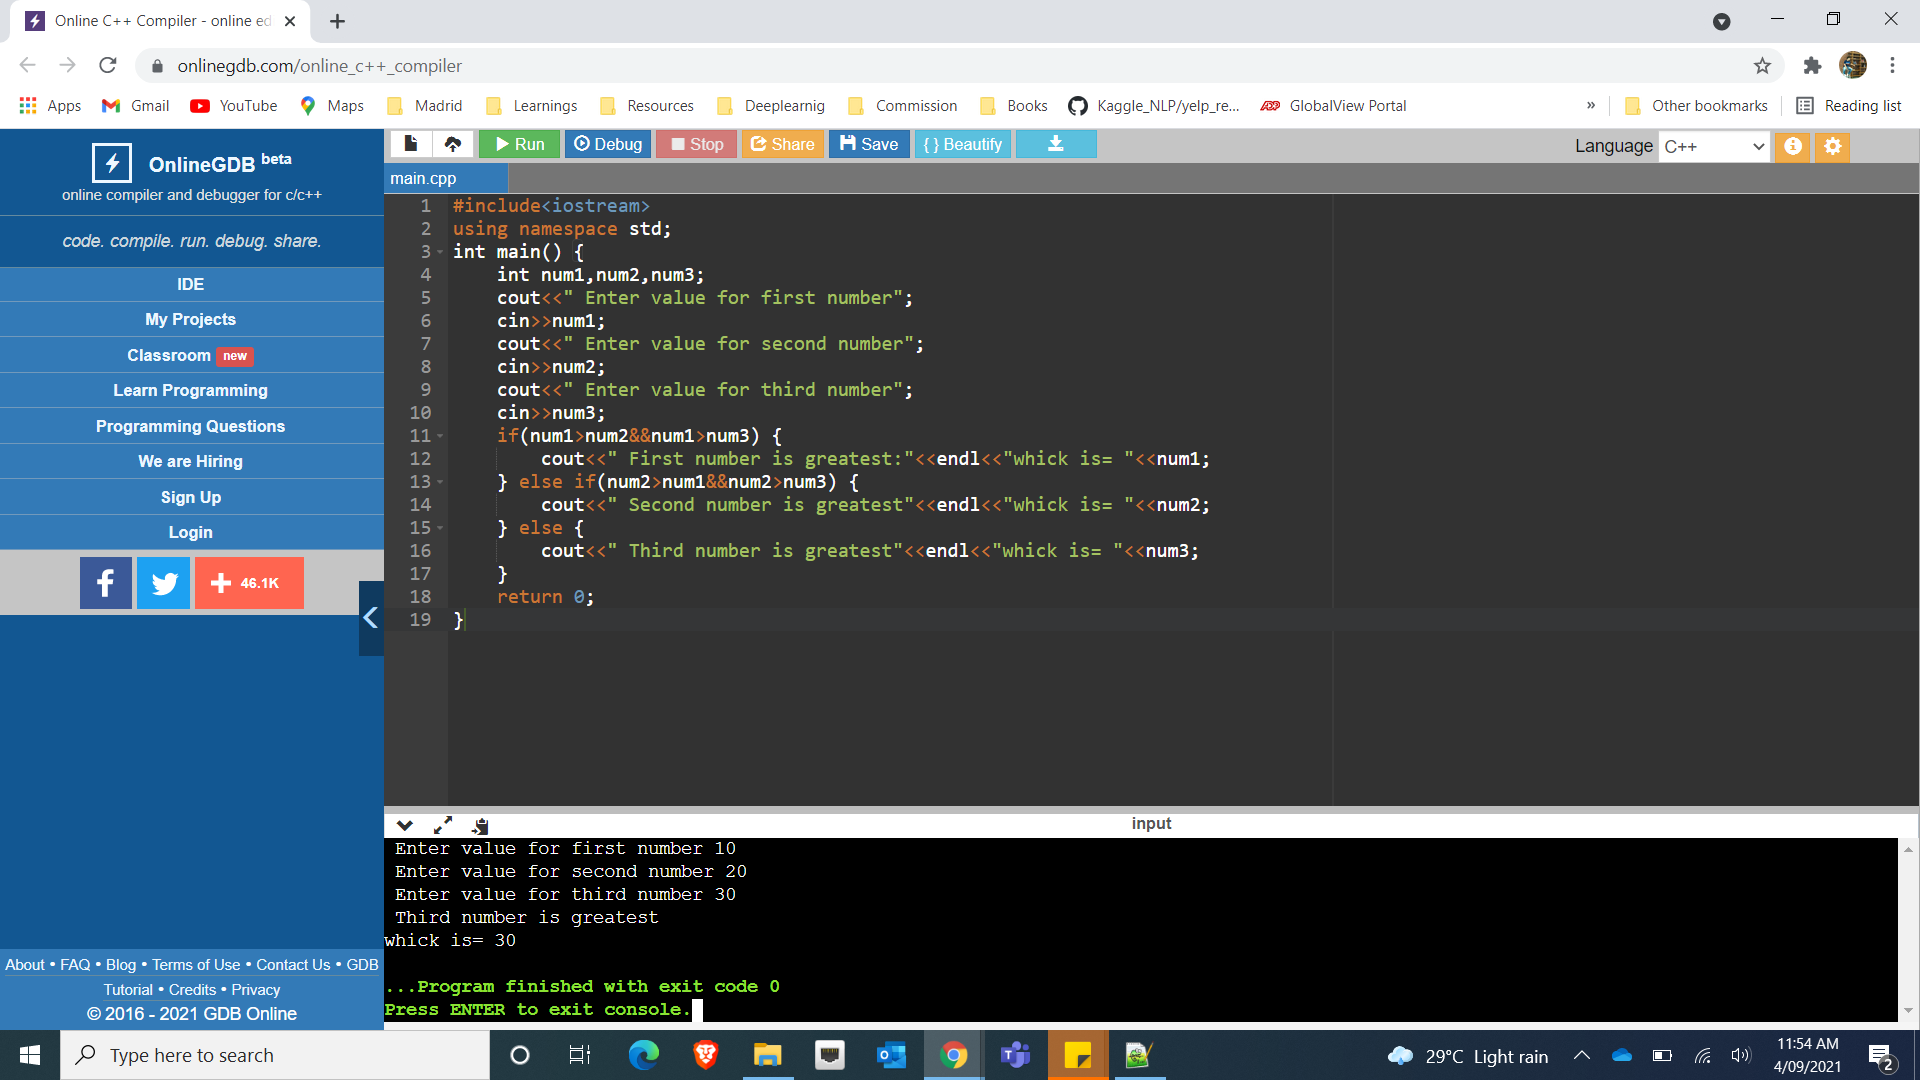 Online C++ Compiler - online ed
onlinegdb.com/online_c++_compiler
Apps Gmail YouTube Maps Madrid Learnings Resources Deeplearnig Commission Books Kaggle_NLP/yelp_re... GlobalView Portal » Other bookmarks Reading list
OnlineGDB beta
online compiler and debugger for c/c++
code. compile. run. debug. share.
IDE
My Projects
Classroom new
Learn Programming
Programming Questions
We are Hiring
Sign Up
Login
f + 46.1K
About • FAQ • Blog • Terms of Use • Contact Us • GDB
Tutorial • Credits • Privacy
© 2016 - 2021 GDB Online
Run Debug Stop Share Save { } Beautify Language C++
main.cpp
1 #include<iostream>
2 using namespace std;
3 int main() {
4     int num1,num2,num3;
5     cout<<" Enter value for first number";
6     cin>>num1;
7     cout<<" Enter value for second number";
8     cin>>num2;
9     cout<<" Enter value for third number";
10     cin>>num3;
11     if(num1>num2&&num1>num3) {
12         cout<<" First number is greatest:"<<endl<<"whick is= "<<num1;
13     } else if(num2>num1&&num2>num3) {
14         cout<<" Second number is greatest"<<endl<<"whick is= "<<num2;
15     } else {
16         cout<<" Third number is greatest"<<endl<<"whick is= "<<num3;
17     }
18     return 0;
19 }
input
Enter value for first number 10
Enter value for second number 20
Enter value for third number 30
Third number is greatest
whick is= 30
...Program finished with exit code 0
Press ENTER to exit console.
Type here to search
29°C Light rain
11:54 AM
4/09/2021
2